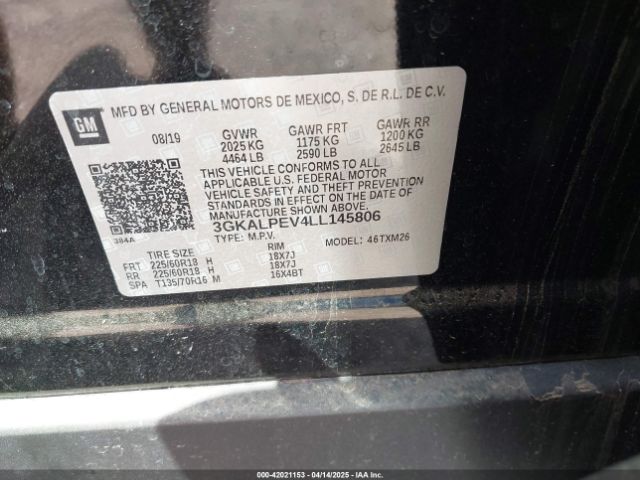 GM
MFD BY GENERAL MOTORS DE MEXICO, S. DE R.L. DE C.V.
08/19 GVWR GAWR FRT GAWR RR
2025 KG 1175 KG 1200 KG
4464 LB 2590 LB 2645 LB
THIS VEHICLE CONFORMS TO ALL
APPLICABLE U.S. FEDERAL MOTOR
VEHICLE SAFETY AND THEFT PREVENTION
STANDARDS IN EFFECT ON THE DATE OF
MANUFACTURE SHOWN ABOVE.
384A 3GKALPEV4LL145806
TYPE: M.P.V. MODEL: 46TXM26
TIRE SIZE RIM
FRT 225/60R18 H 18X7J
RR 225/60R18 H 18X7J
SPA T135/70R16 M 16X4BT
000-42021153 - 04/14/2025 - IAAI.COM